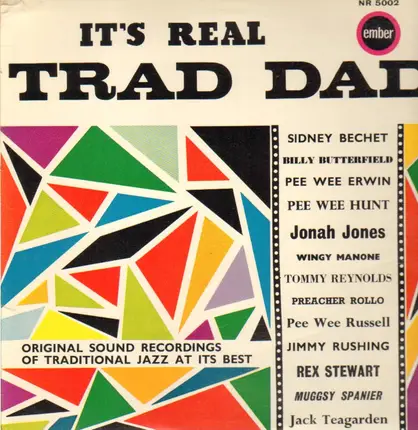 NR 5002
ember
IT'S REAL
TRAD DAD
SIDNEY BECHET
BILLY BUTTERFIELD
PEE WEE ERWIN
PEE WEE HUNT
Jonah Jones
WINGY MANONE
TOMMY REYNOLDS
PREACHER ROLLO
Pee Wee Russell
JIMMY RUSHING
REX STEWART
MUGGSY SPANIER
Jack Teagarden
ORIGINAL SOUND RECORDINGS
OF TRADITIONAL JAZZ AT ITS BEST